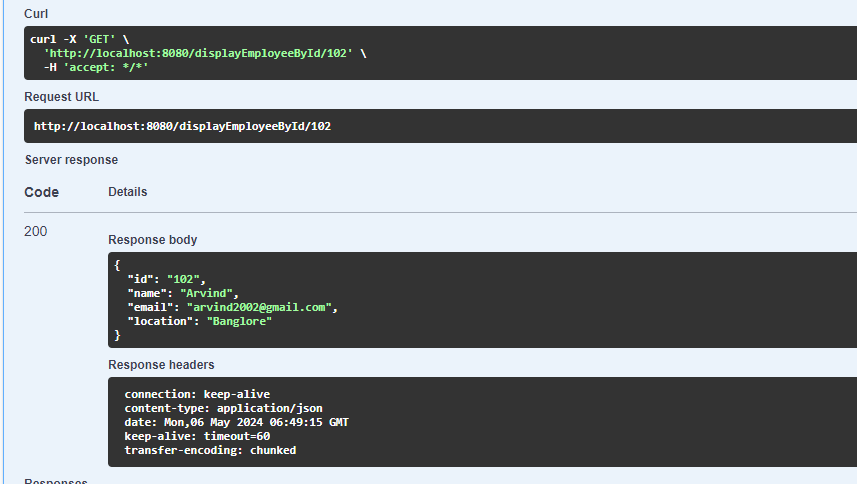 Curl
curl -X 'GET' \
'http://localhost:8080/displayEmployeeById/102' \
-H 'accept: */*'
Request URL
http://localhost:8080/displayEmployeeById/102
Server response
Code Details
200
Response body
{
"id": "102",
"name": "Arvind",
"email": "arvind2002@gmail.com",
"location": "Banglore"
}
Response headers
connection: keep-alive
content-type: application/json
date: Mon,06 May 2024 06:49:15 GMT
keep-alive: timeout=60
transfer-encoding: chunked
Responses